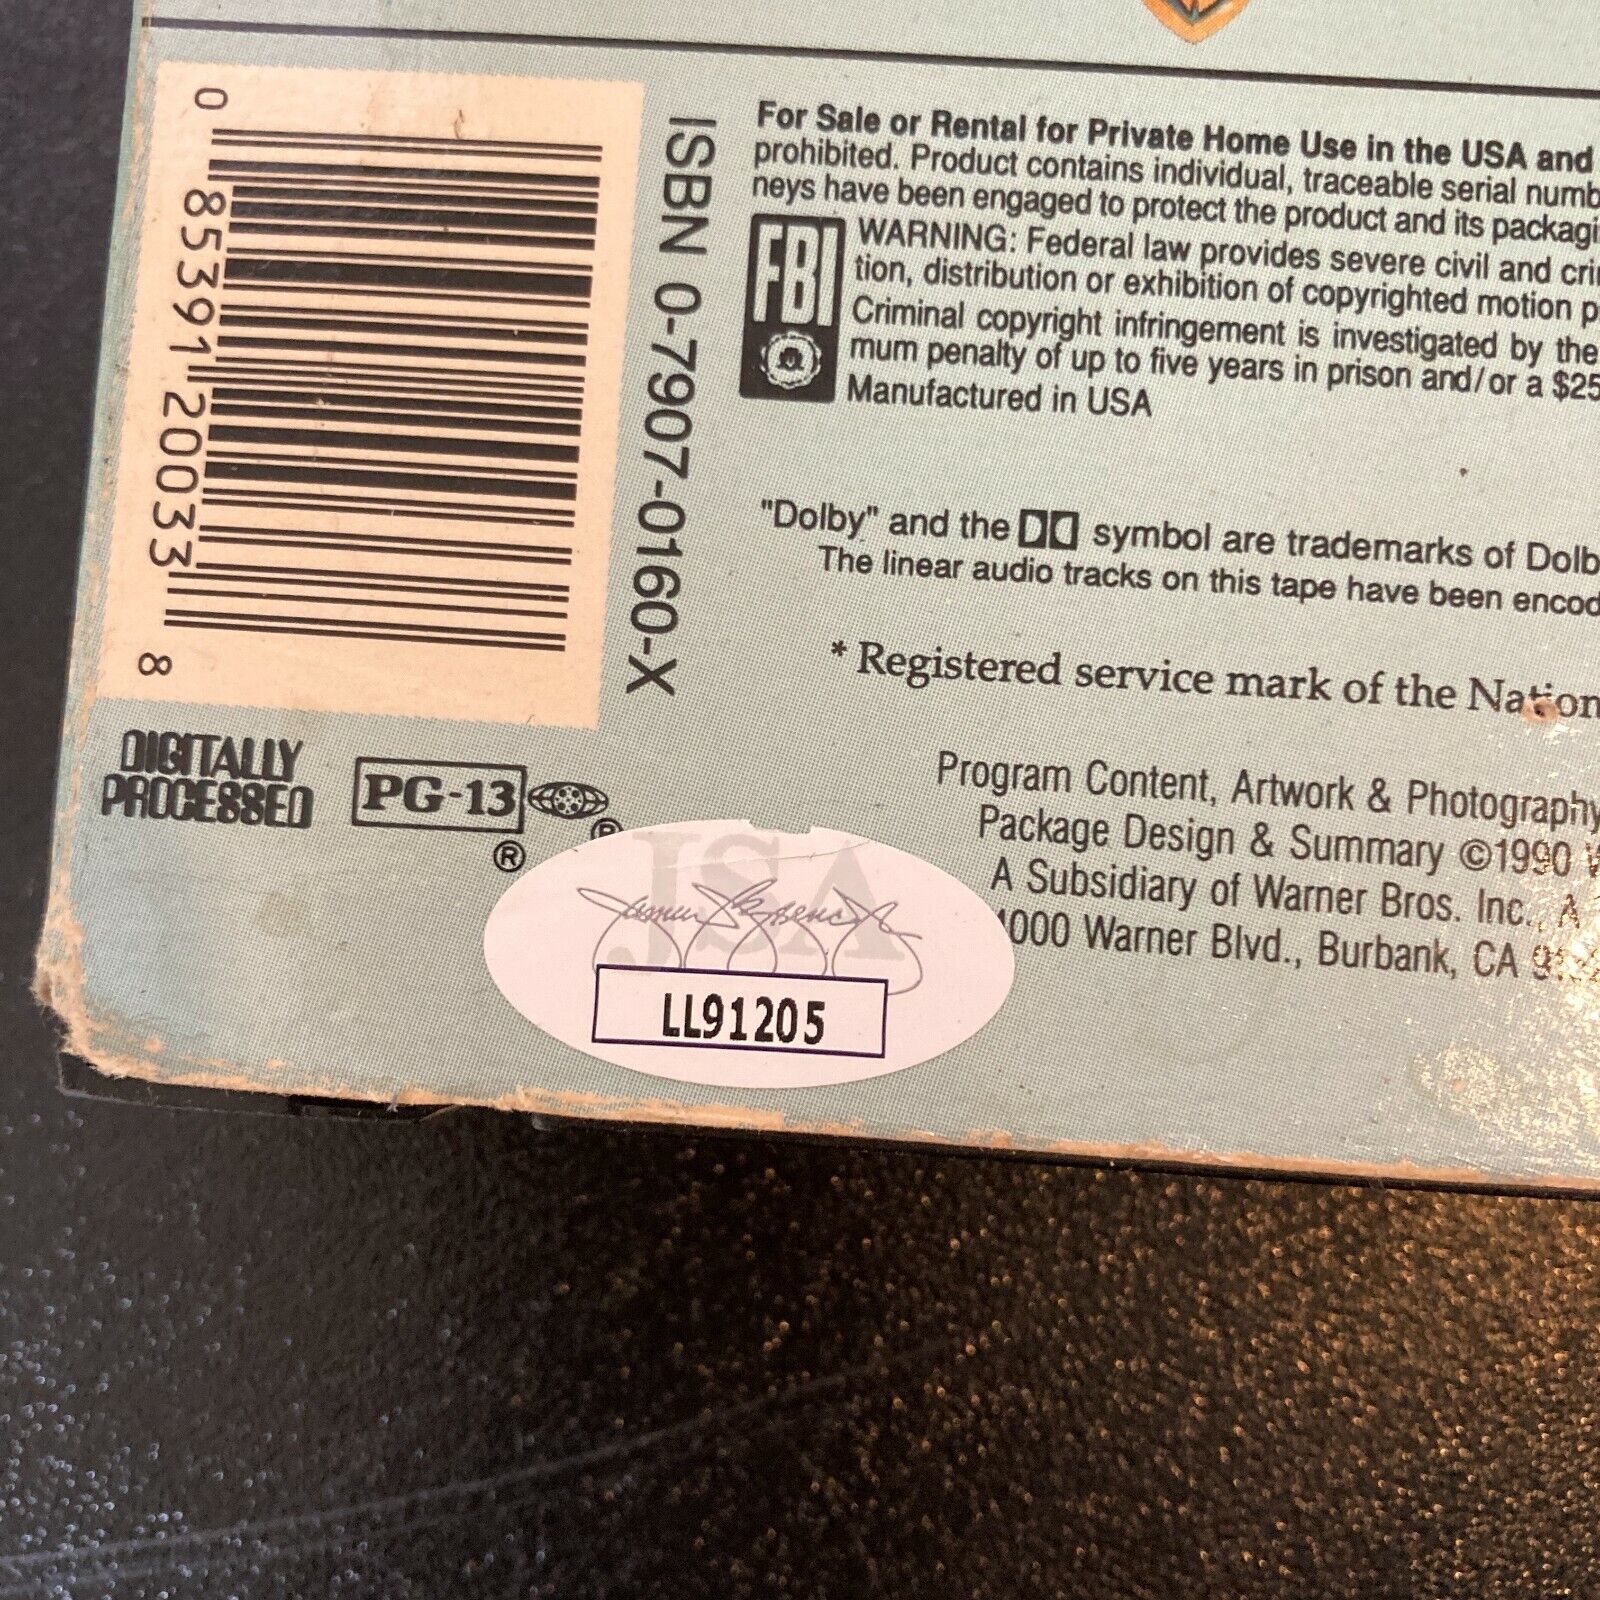 0
85391 20033
8
ISBN 0-7907-0160-X
For Sale or Rental for Private Home Use in the USA and
prohibited. Product contains individual, traceable serial numb
neys have been engaged to protect the product and its packagi
FBI
WARNING: Federal law provides severe civil and cri
tion, distribution or exhibition of copyrighted motion p
Criminal copyright infringement is investigated by the
mum penalty of up to five years in prison and/or a $25
Manufactured in USA
"Dolby" and the symbol are trademarks of Dolb
The linear audio tracks on this tape have been encod
* Registered service mark of the Nation
DIGITALLY
PROCESSED
PG-13
®
®
Program Content, Artwork & Photography
Package Design & Summary ©1990 W
A Subsidiary of Warner Bros. Inc., A
4000 Warner Blvd., Burbank, CA
JSA
James Spence Jr
LL91205